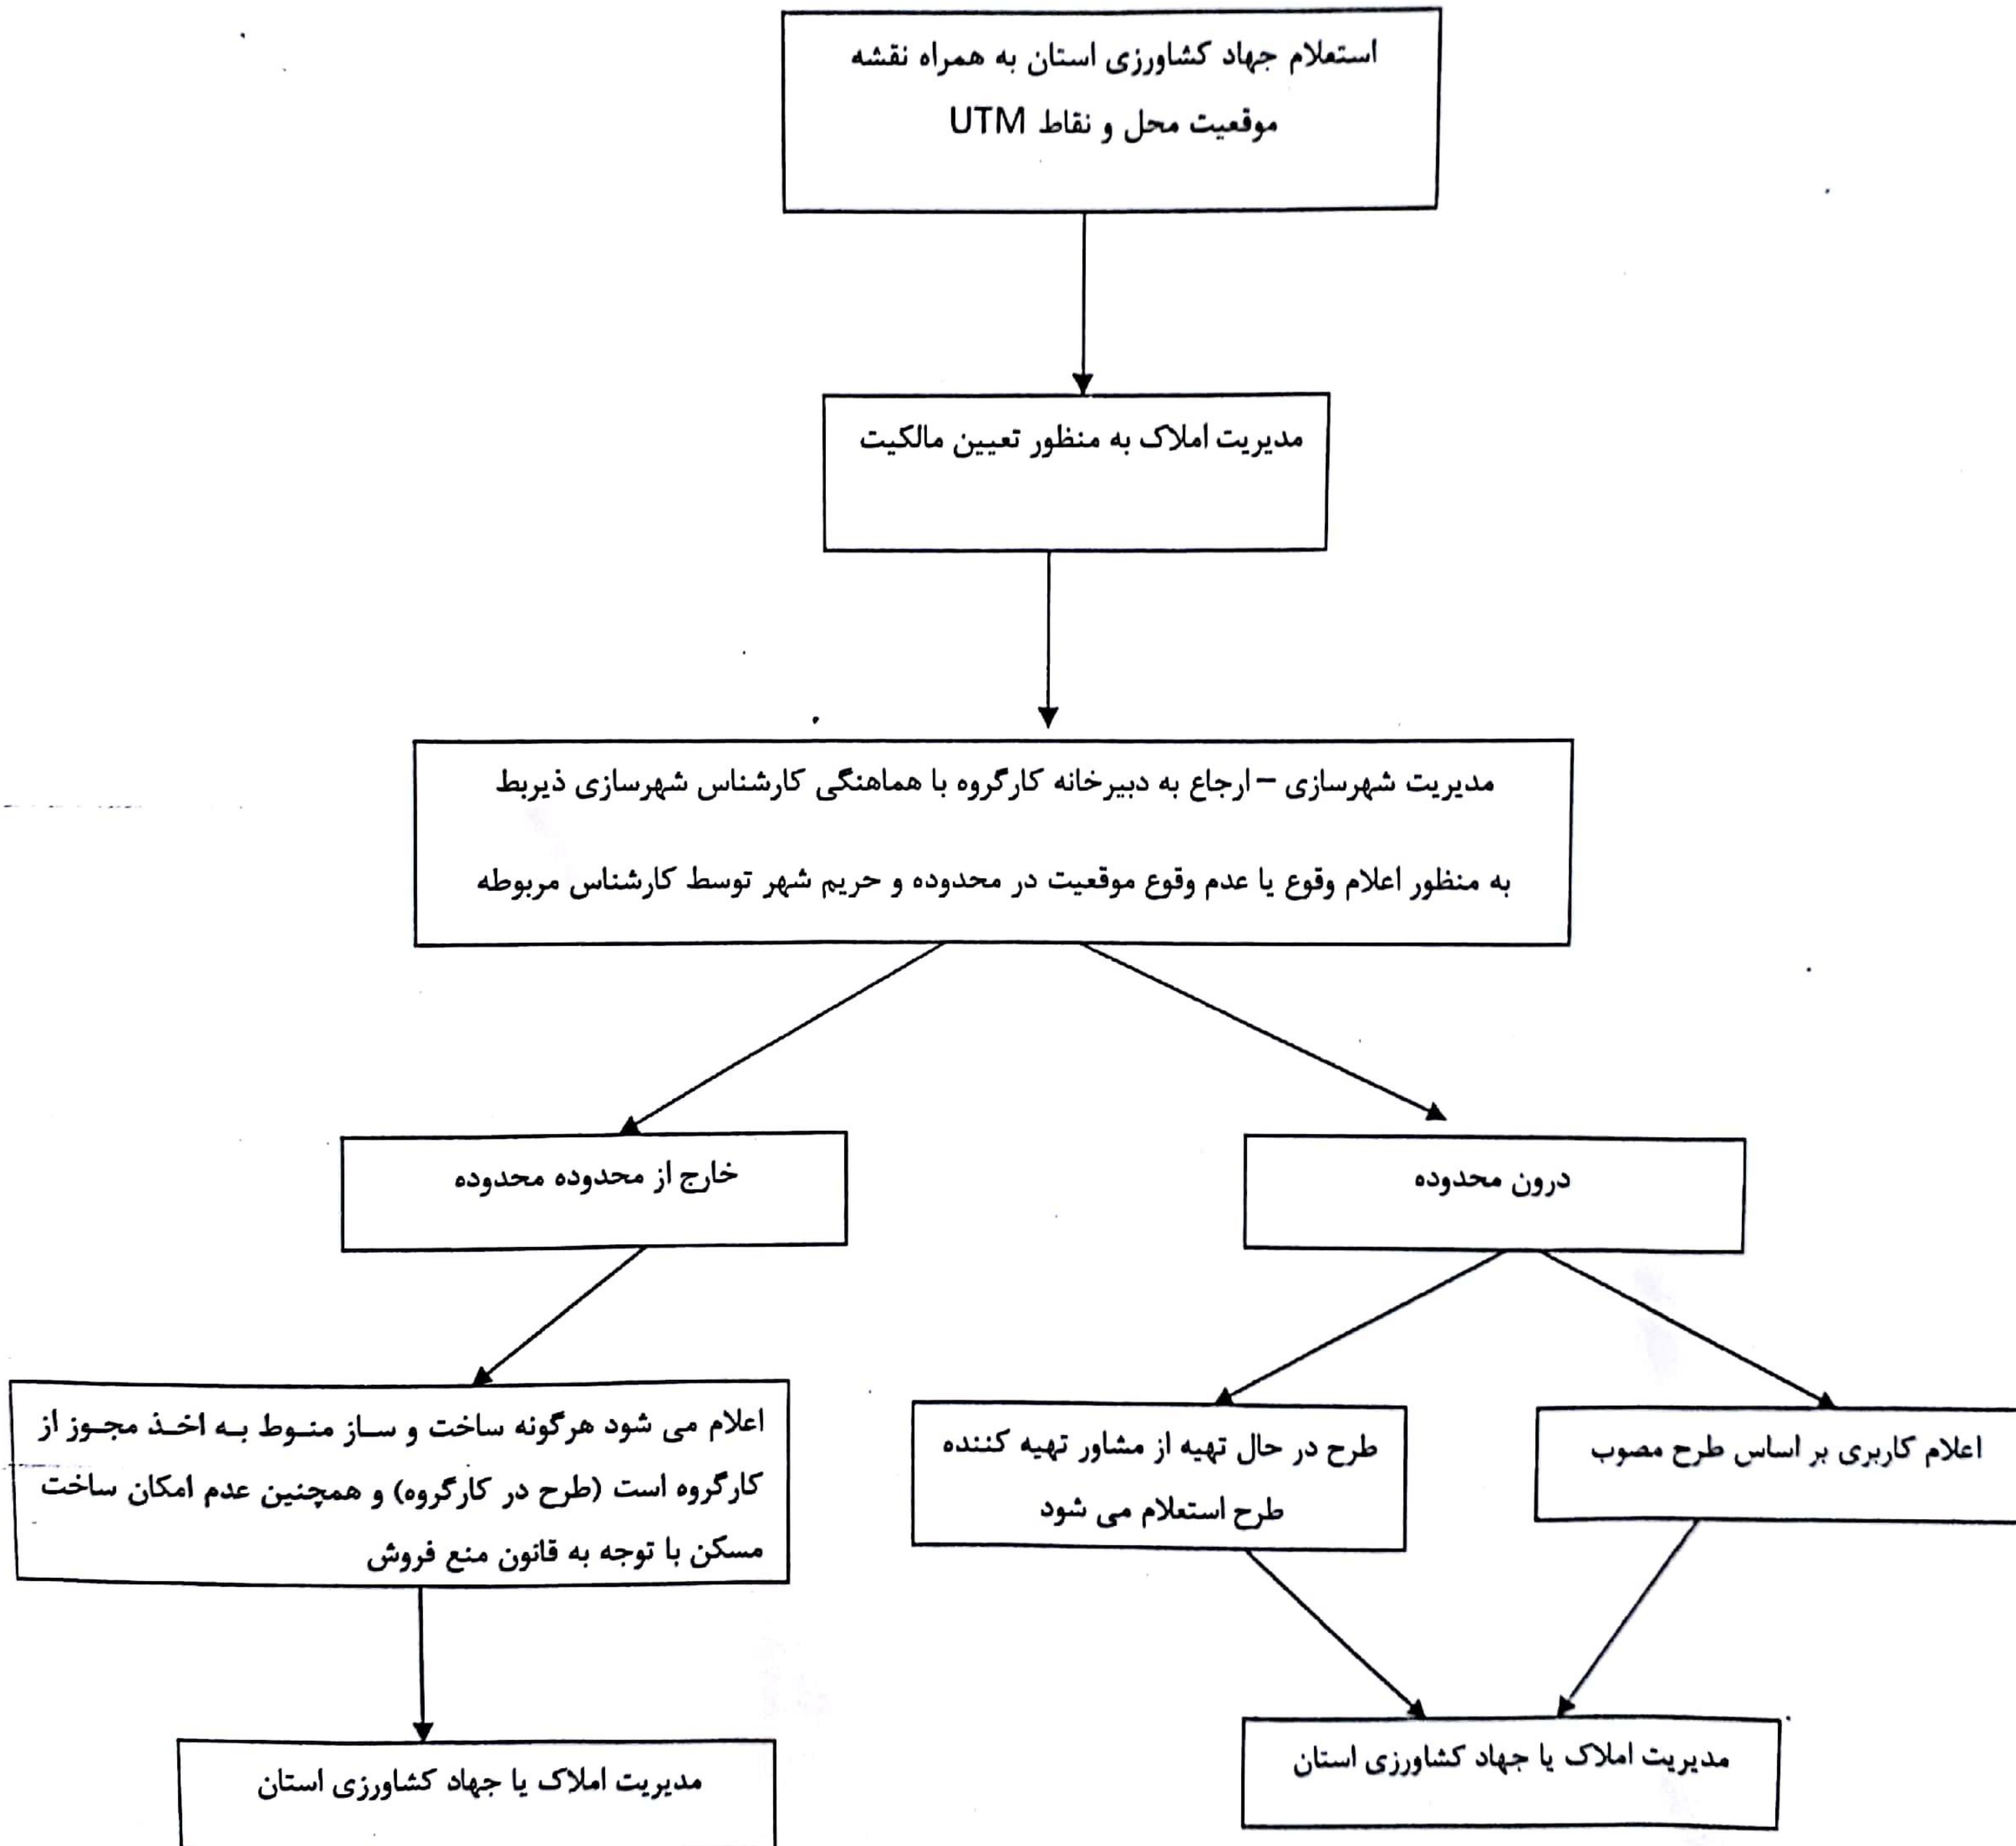 استعلام جهاد کشاورزی استان به همراه نقشه
موقعیت محل و نقاط UTM
مدیریت املاک به منظور تعیین مالکیت
مدیریت شهرسازی – ارجاع به دبیرخانه کارگروه با هماهنگی کارشناس شهرسازی ذیربط
به منظور اعلام وقوع یا عدم وقوع موقعیت در محدوده و حریم شهر توسط کارشناس مربوطه
درون محدوده
خارج از محدوده محدوده
اعلام کاربری بر اساس طرح مصوب
طرح در حال تهیه از مشاور تهیه کننده
طرح استعلام می شود
اعلام می شود هرگونه ساخت و ساز منوط به اخذ مجوز از
کارگروه است (طرح در کارگروه) و همچنین عدم امکان ساخت
مسکن با توجه به قانون منع فروش
مدیریت املاک یا جهاد کشاورزی استان
مدیریت املاک یا جهاد کشاورزی استان